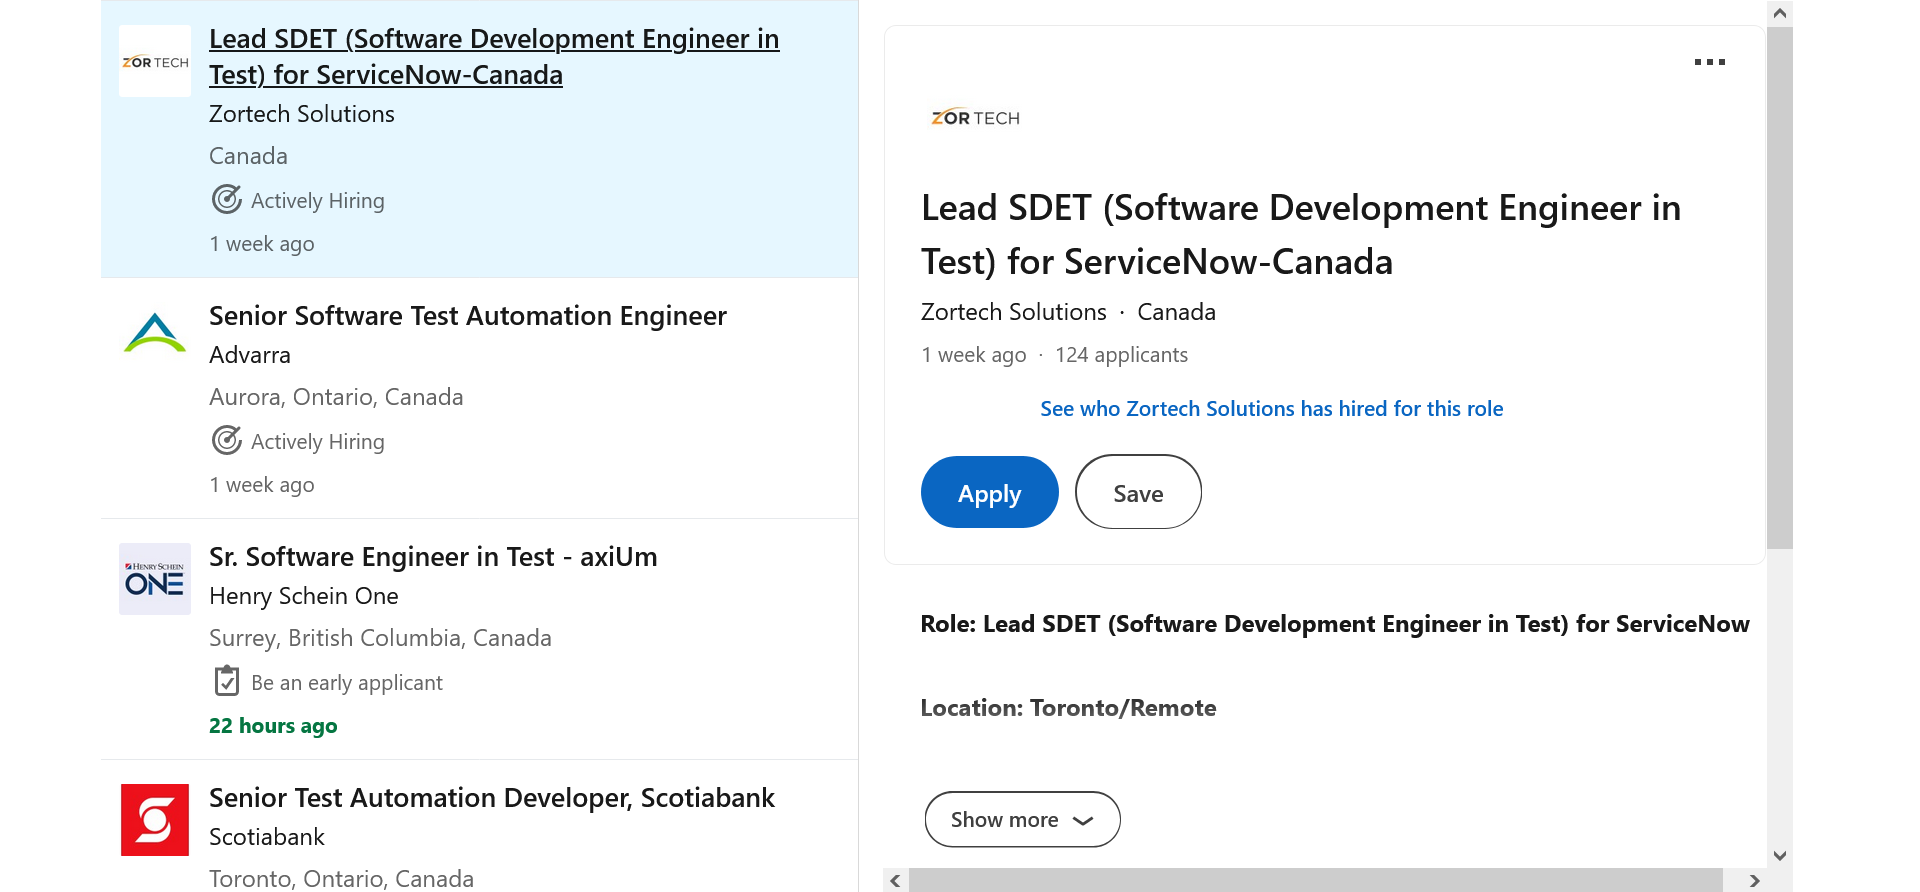 ZOR TECH
Lead SDET (Software Development Engineer in
Test) for ServiceNow-Canada
Zortech Solutions
Canada
Actively Hiring
1 week ago
Senior Software Test Automation Engineer
Advarra
Aurora, Ontario, Canada
Actively Hiring
1 week ago
HENRY SCHEIN
ONE
Sr. Software Engineer in Test - axiUm
Henry Schein One
Surrey, British Columbia, Canada
Be an early applicant
22 hours ago
Senior Test Automation Developer, Scotiabank
Scotiabank
Toronto, Ontario, Canada
ZOR TECH
Lead SDET (Software Development Engineer in
Test) for ServiceNow-Canada
Zortech Solutions · Canada
1 week ago · 124 applicants
See who Zortech Solutions has hired for this role
Apply Save
Role: Lead SDET (Software Development Engineer in Test) for ServiceNow
Location: Toronto/Remote
Show more